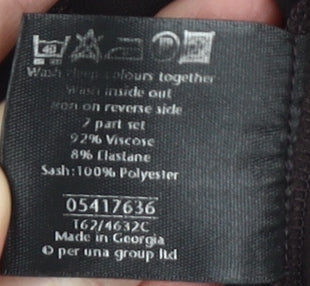 40
Wash deep colours together
Wash inside out
Iron on reverse side
2 part set
92% Viscose
8% Elastane
Sash:100% Polyester
05417636
T62/4632C
Made in Georgia
© per una group ltd